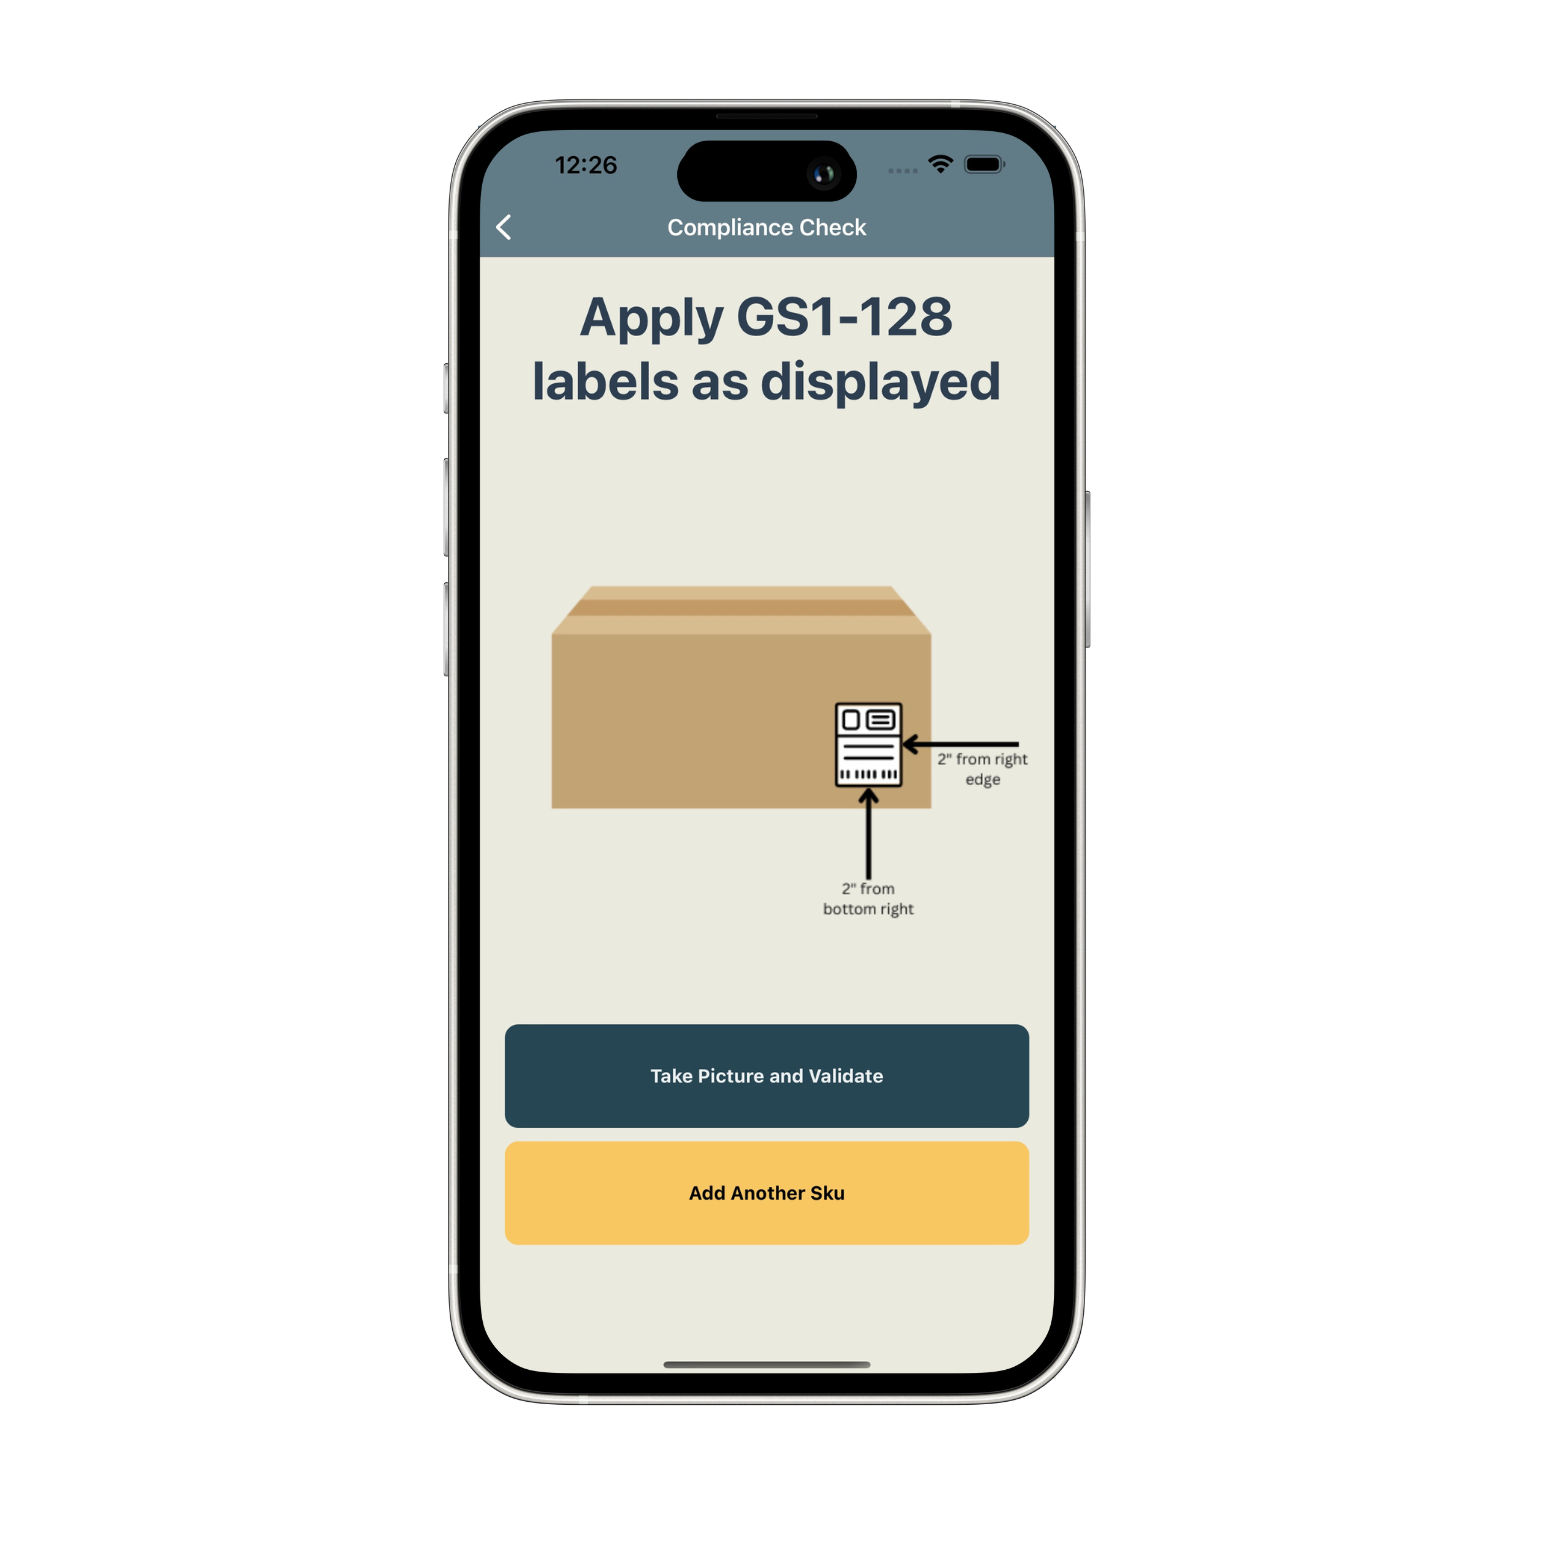 12:26
Compliance Check
Apply GS1-128
labels as displayed
2" from right
edge
2" from
bottom right
Take Picture and Validate
Add Another Sku